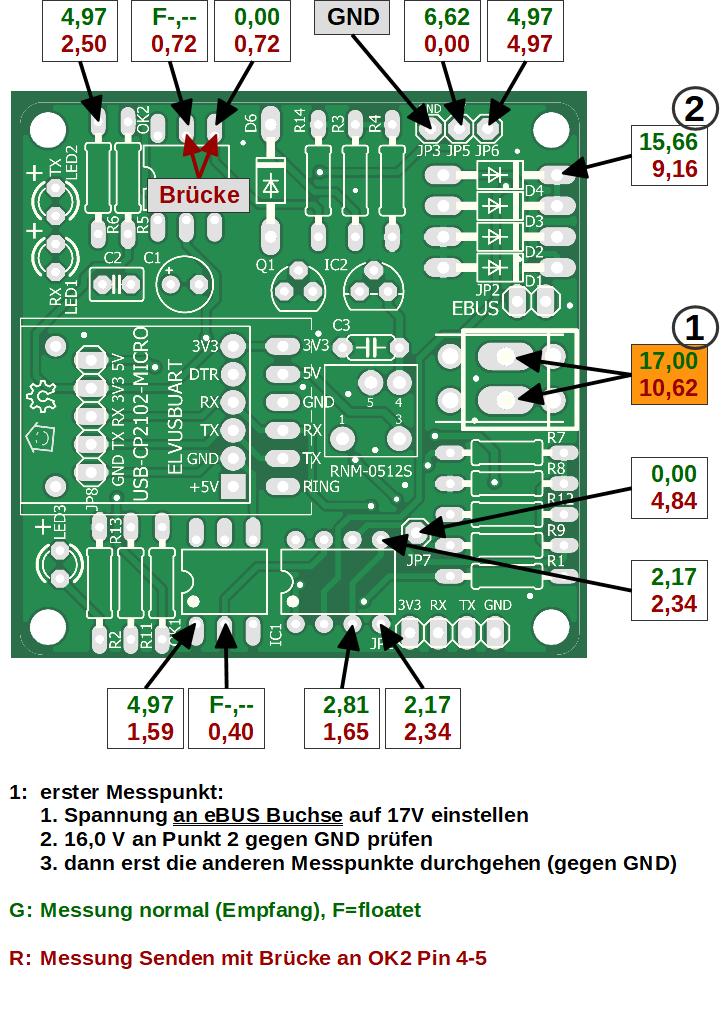 4,97 F-,-- 0,00 GND 6,62 4,97
2,50 0,72 0,72 0,00 4,97
2
15,66
9,16
OK2 D6 R14 R3 R4 GND
JP3 JP5 JP6
TX LED2
Brücke
R6 R5
D4
D3
D2
D1
C2 C1 Q1 IC2
RX LED1
JP2
EBUS
1
17,00
10,62
C3
3V3 3V3
DTR 5V
RX GND
TX RX
GND TX
+5V RING
GND TX RX 3V3 5V
USB-CP2102-MICRO
ELVUSBUART
JP8
5 4
1 3
RNM-0512S
R7
R8
R12
R9
R1
0,00
4,84
LED3 R13
JP7
2,17
2,34
3V3 RX TX GND
R2 R11 OK1 IC1
4,97 F-,-- 2,81 2,17
1,59 0,40 1,65 2,34
1: erster Messpunkt:
1. Spannung an eBUS Buchse auf 17V einstellen
2. 16,0 V an Punkt 2 gegen GND prüfen
3. dann erst die anderen Messpunkte durchgehen (gegen GND)
G: Messung normal (Empfang), F=floatet
R: Messung Senden mit Brücke an OK2 Pin 4-5